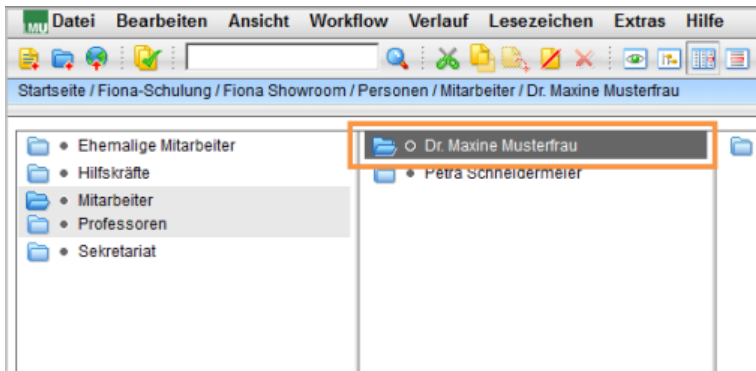 MU Datei Bearbeiten Ansicht Workflow Verlauf Lesezeichen Extras Hilfe
Startseite / Fiona-Schulung / Fiona Showroom / Personen / Mitarbeiter / Dr. Maxine Musterfrau
Ehemalige Mitarbeiter
Hilfskräfte
Mitarbeiter
Professoren
Sekretariat
Dr. Maxine Musterfrau
Petra Schneidermeier